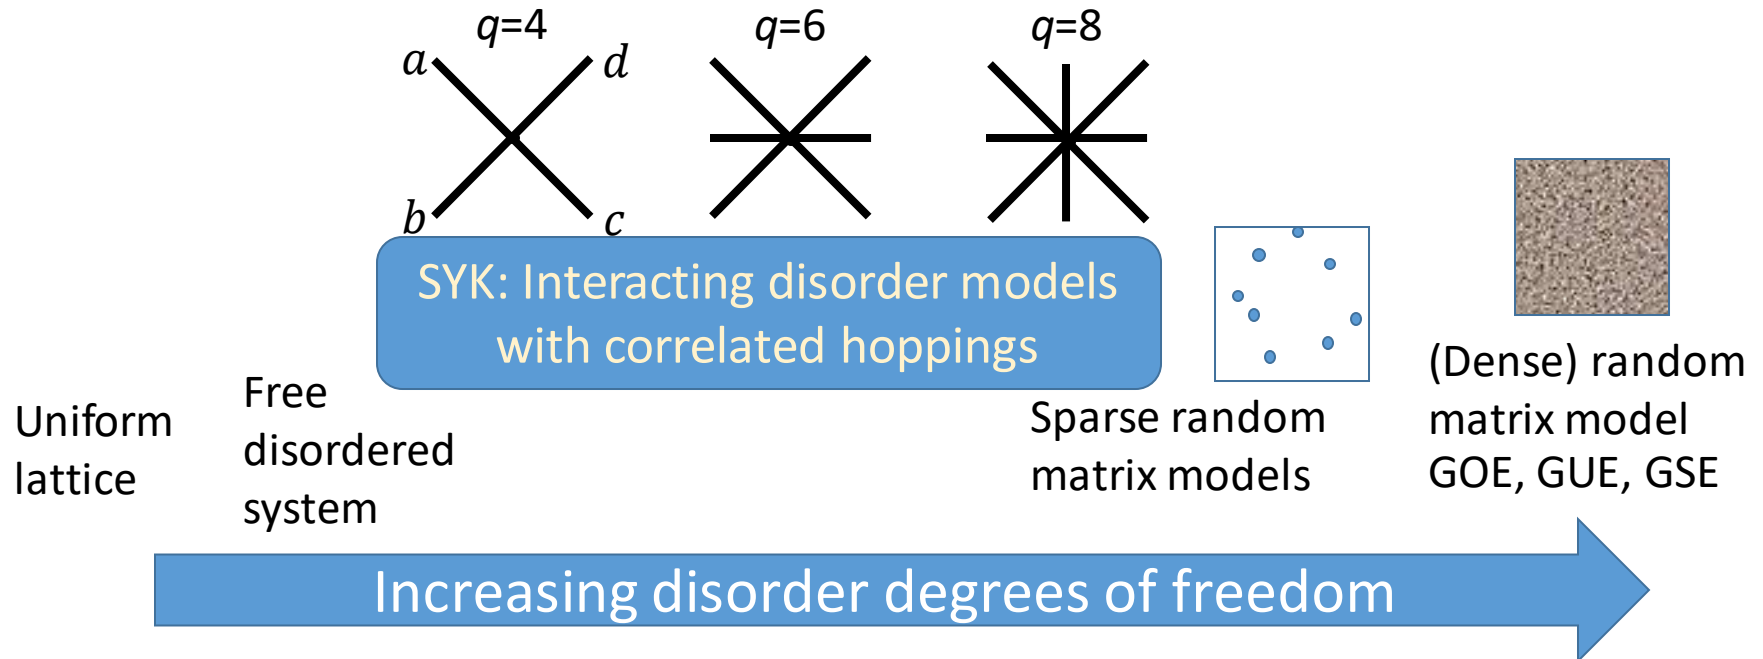 q=4
q=6
q=8
a
d
b
c
SYK: Interacting disorder models
with correlated hoppings
Uniform
lattice
Free
disordered
system
Sparse random
matrix models
(Dense) random
matrix model
GOE, GUE, GSE
Increasing disorder degrees of freedom